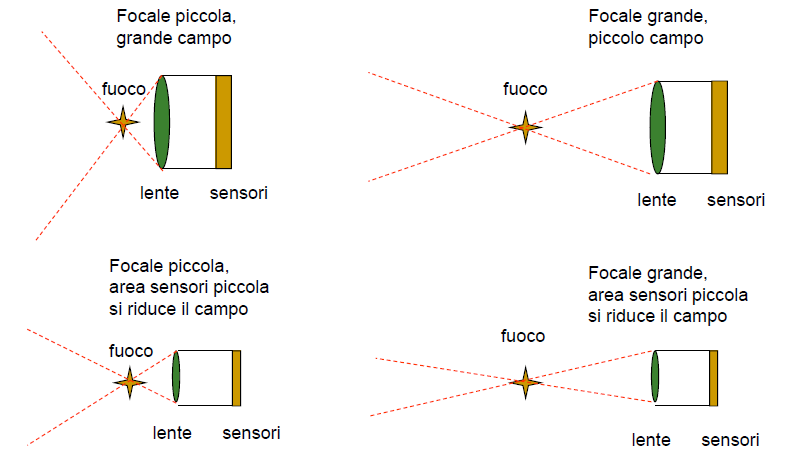 Focale piccola,
grande campo
fuoco
lente
sensori
Focale grande,
piccolo campo
fuoco
lente
sensori
Focale piccola,
area sensori piccola
si riduce il campo
fuoco
lente
sensori
Focale grande,
area sensori piccola
si riduce il campo
fuoco
lente
sensori